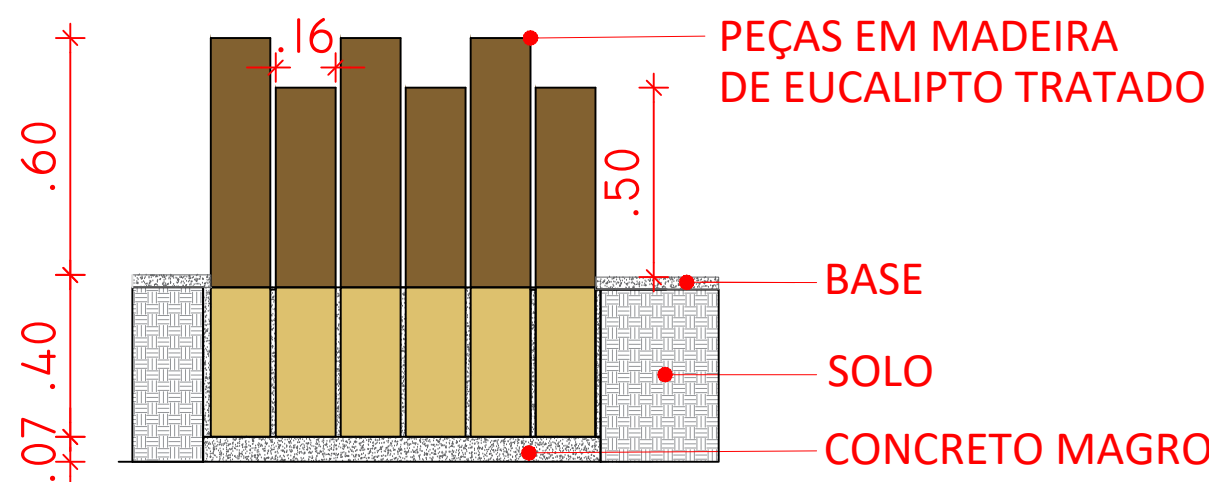 .16
PEÇAS EM MADEIRA
DE EUCALIPTO TRATADO
.60
.50
BASE
.40
SOLO
.07
CONCRETO MAGRO